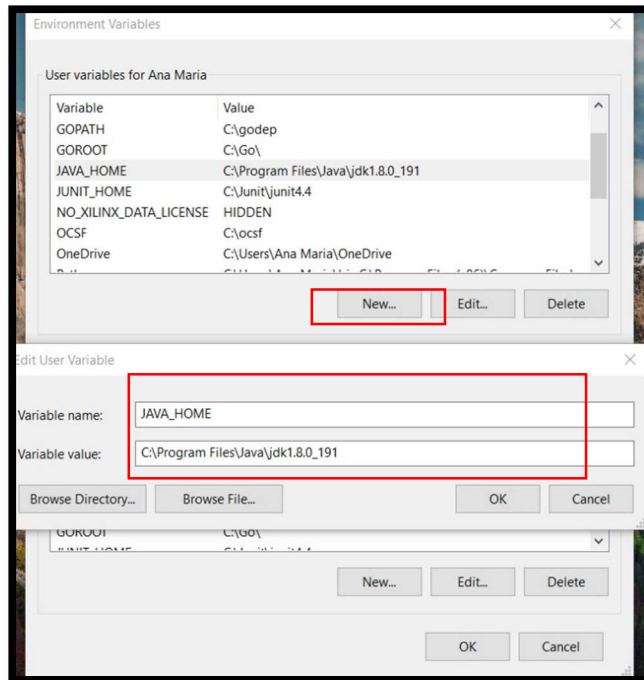 Environment Variables
User variables for Ana Maria
Variable Value
GOPATH C:\godep
GOROOT C:\Go\
JAVA_HOME C:\Program Files\Java\jdk1.8.0_191
JUNIT_HOME C:\Junit\junit4.4
NO_XILINX_DATA_LICENSE HIDDEN
OCSF C:\ocsf
OneDrive C:\Users\Ana Maria\OneDrive
New... Edit... Delete
Edit User Variable
Variable name: JAVA_HOME
Variable value: C:\Program Files\Java\jdk1.8.0_191
Browse Directory... Browse File... OK Cancel
GOROOT C:\Go\
New... Edit... Delete
OK Cancel